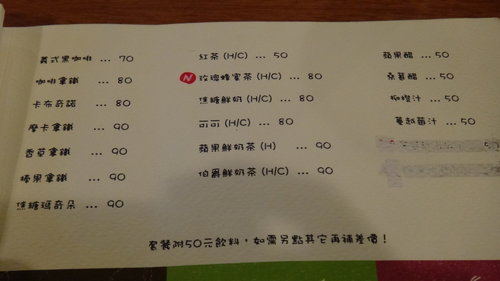 義式黑咖啡 ... 70
咖啡拿鐵 ... 80
卡布奇諾 ... 80
摩卡拿鐵 ... 90
香草拿鐵 ... 90
榛果拿鐵 ... 90
焦糖瑪奇朵 ... 90
紅茶 (H/C) ... 50
N 玫瑰蜂蜜茶 (H/C) ... 80
焦糖鮮奶 (H/C) ... 80
可可 (H/C) ... 80
蘋果鮮奶茶 (H) ... 90
伯爵鮮奶茶 (H/C) ... 90
蘋果醋 ... 50
桑葚醋 ... 50
柳橙汁 ... 50
蔓越莓汁 ... 50
套餐附50元飲料，如需另點其它再補差價！